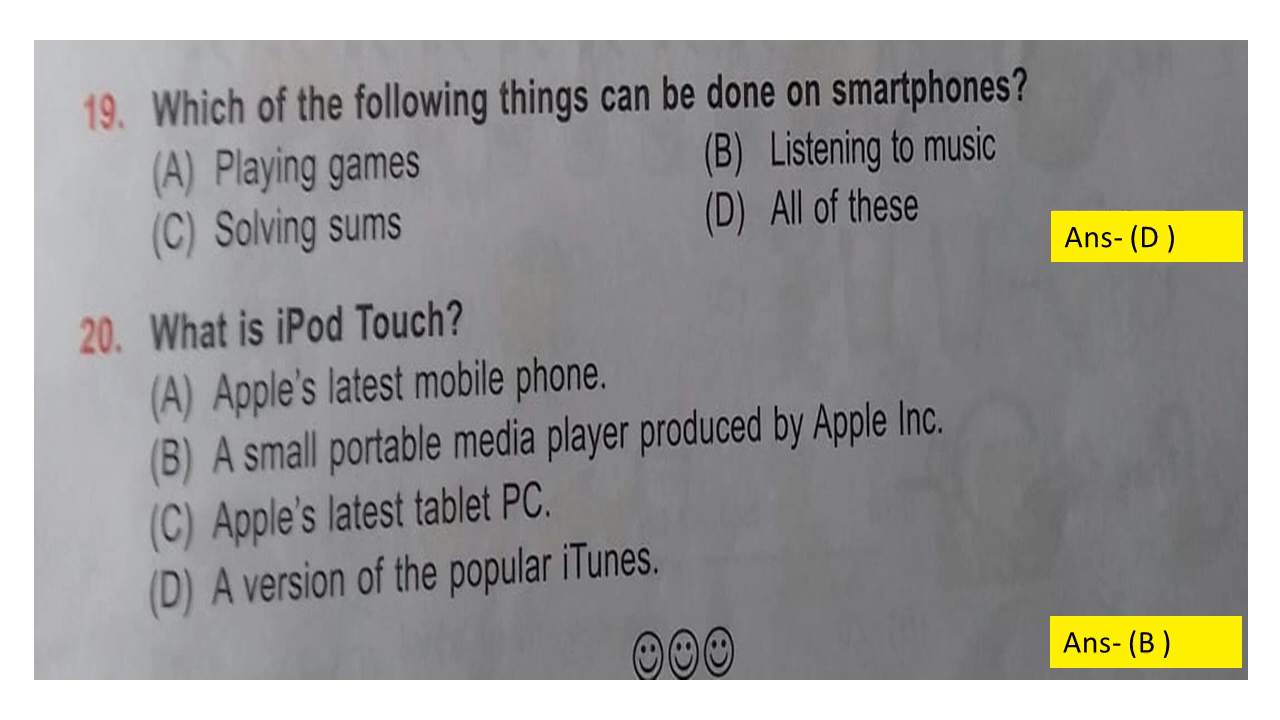 19. Which of the following things can be done on smartphones?
(A) Playing games (B) Listening to music
(C) Solving sums (D) All of these
Ans- (D )
20. What is iPod Touch?
(A) Apple's latest mobile phone.
(B) A small portable media player produced by Apple Inc.
(C) Apple's latest tablet PC.
(D) A version of the popular iTunes.
Ans- (B )